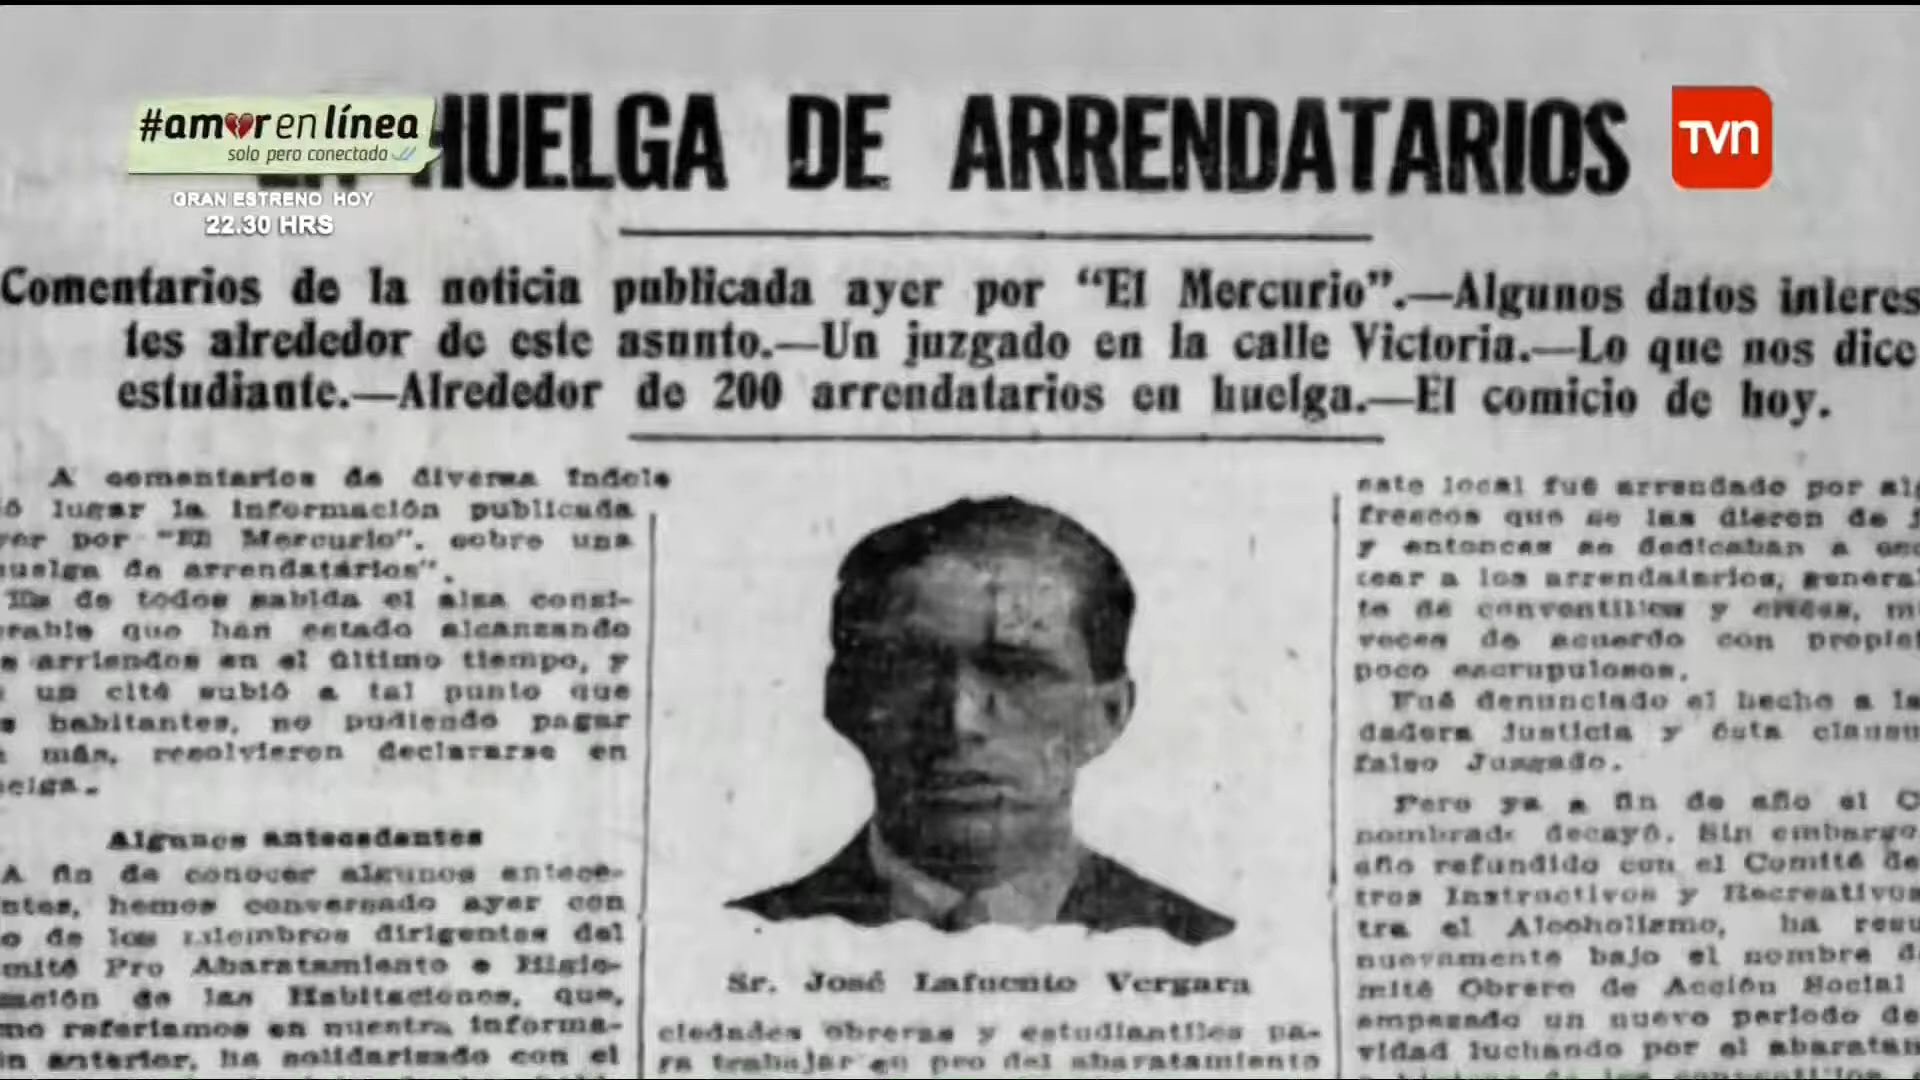 #amor en línea
solo pero conectado
GRAN ESTRENO HOY
22.30 HRS
HUELGA DE ARRENDATARIOS
TVN
Comentarios de la noticia publicada ayer por “El Mercurio”.—Algunos datos interes
tes alrededor de este asunto.—Un juzgado en la calle Victoria.—Lo que nos dice
estudiante.—Alrededor de 200 arrendatarios en huelga.—El comicio de hoy.
A comentarios de diversa índole
ó lugar la información publicada
yer por “El Mercurio”, sobre una
huelga de arrendatarios”.
Es de todos sabida el alza consi-
erable que han estado alcanzando
s arriendos en el último tiempo, y
un cité subió a tal punto que
s habitantes, no pudiendo pagar
más, resolvieron declararse en
elga.
Algunos antecedentes
A fin de conocer algunos antece-
ntes, hemos conversado ayer con
o de los miembros dirigentes del
mité Pro Abaratamiento e Higie-
ación de las Habitaciones, que,
mo referíamos en nuestra informa-
n anterior, ha solidarizado con el
Sr. José Lafuente Vergara
ciedades obreras y estudiantiles pa-
ra trabajar en pro del abaratamiento
este local fué arrendado por alg
frescos que se las dieron de j
y entonces se dedicaban a
cear a los arrendatarios, general
te de conventillos y cités, m
veces de acuerdo con propiet
poco escrupulosos.
Fué denunciado el hecho a la
dadera justicia y ésta clausu
falso Juzgado.
Pero ya a fin de año el C
nombrado decayó. Sin embargo
año refundido con el Comité de
tros Instructivos y Recreativos
tra el Alcoholismo, ha resu
nuevamente bajo el nombre d
mité Obrero de Acción Social
empezado un nuevo período de
vidad luchando por el abaratam